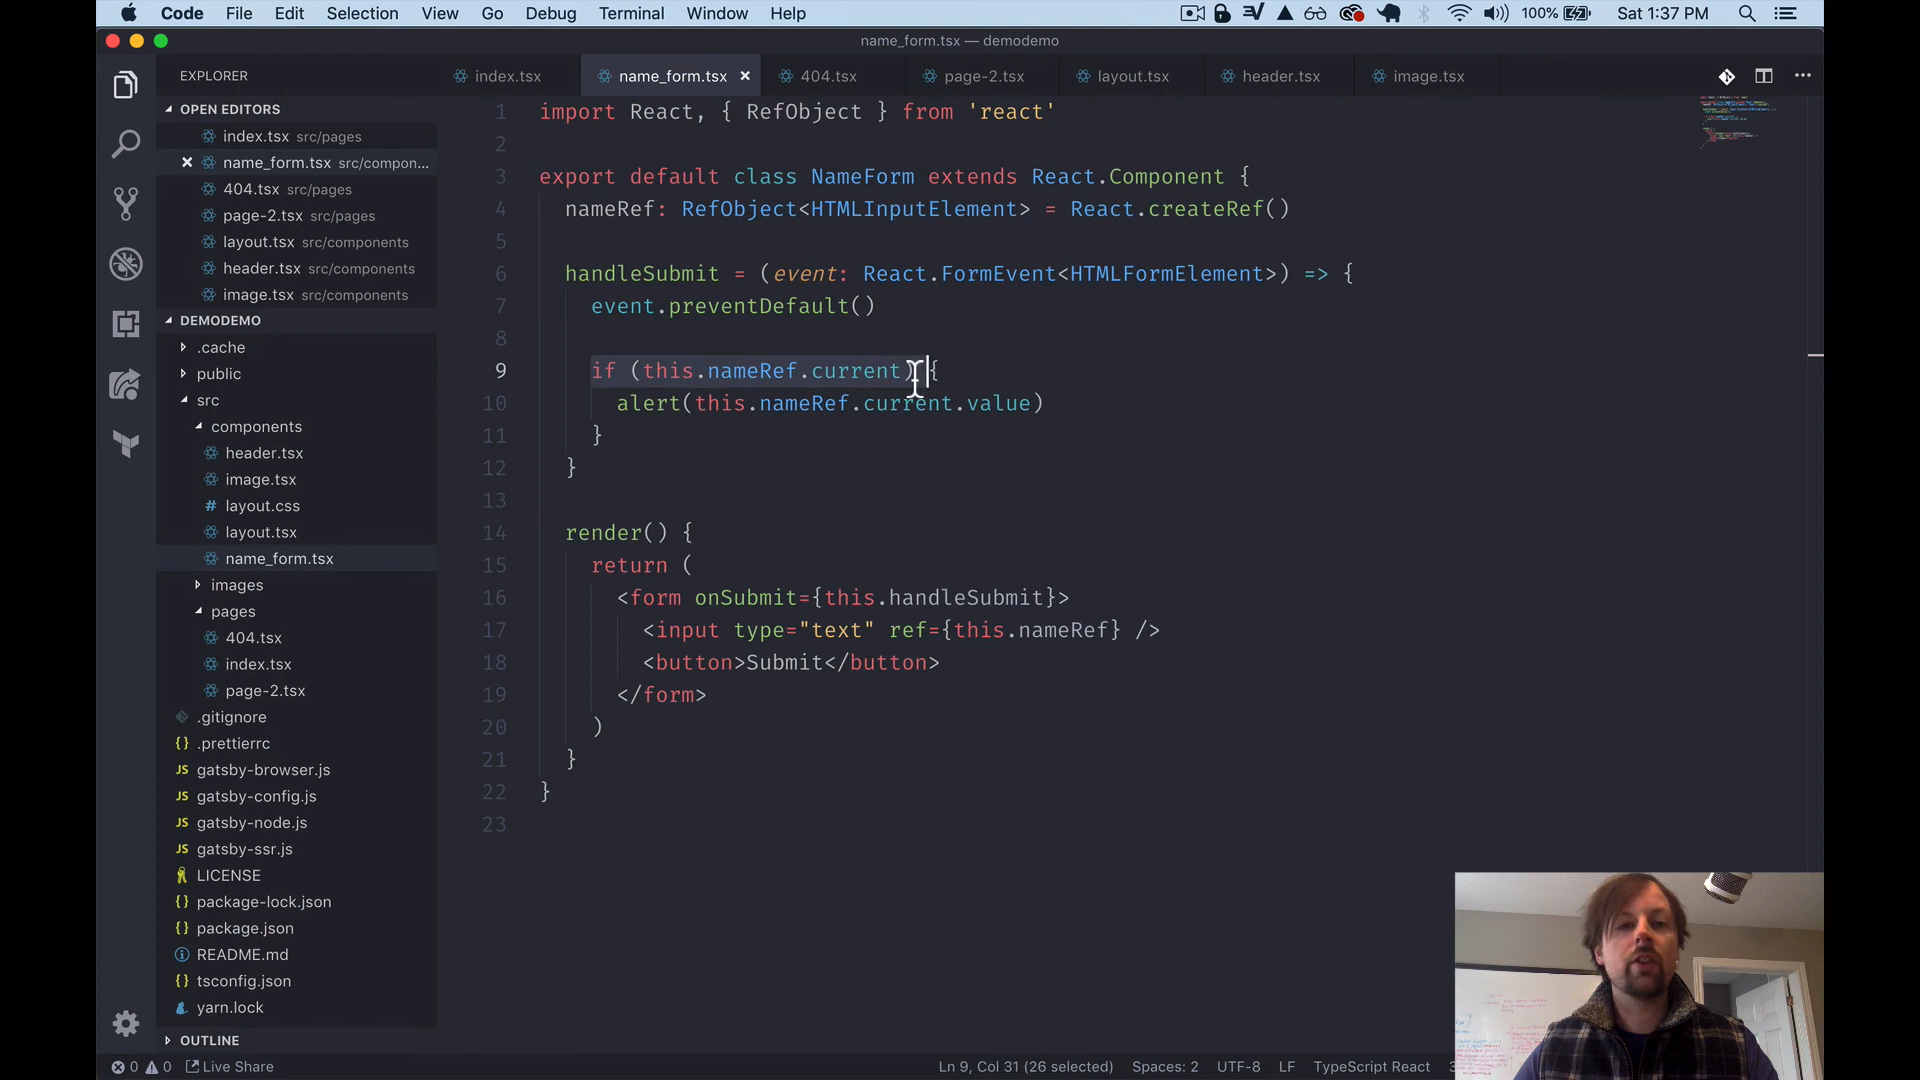 Code File Edit Selection View Go Debug Terminal Window Help 100% Sat 1:37 PM
name_form.tsx — demodemo
EXPLORER index.tsx name_form.tsx 404.tsx page-2.tsx layout.tsx header.tsx image.tsx
OPEN EDITORS
index.tsx src/pages
name_form.tsx src/compon...
404.tsx src/pages
page-2.tsx src/pages
layout.tsx src/components
header.tsx src/components
image.tsx src/components
DEMODEMO
.cache
public
src
components
header.tsx
image.tsx
# layout.css
layout.tsx
name_form.tsx
images
pages
404.tsx
index.tsx
page-2.tsx
.gitignore
{} .prettierrc
JS gatsby-browser.js
JS gatsby-config.js
JS gatsby-node.js
JS gatsby-ssr.js
LICENSE
{} package-lock.json
{} package.json
README.md
{} tsconfig.json
yarn.lock
OUTLINE
1 import React, { RefObject } from 'react'
2
3 export default class NameForm extends React.Component {
4 nameRef: RefObject<HTMLInputElement> = React.createRef()
5
6 handleSubmit = (event: React.FormEvent<HTMLFormElement>) => {
7 event.preventDefault()
8
9 if (this.nameRef.current) {
10 alert(this.nameRef.current.value)
11 }
12 }
13
14 render() {
15 return (
16 <form onSubmit={this.handleSubmit}>
17 <input type="text" ref={this.nameRef} />
18 <button>Submit</button>
19 </form>
20 )
21 }
22 }
23
0 0 Live Share Ln 9, Col 31 (26 selected) Spaces: 2 UTF-8 LF TypeScript React